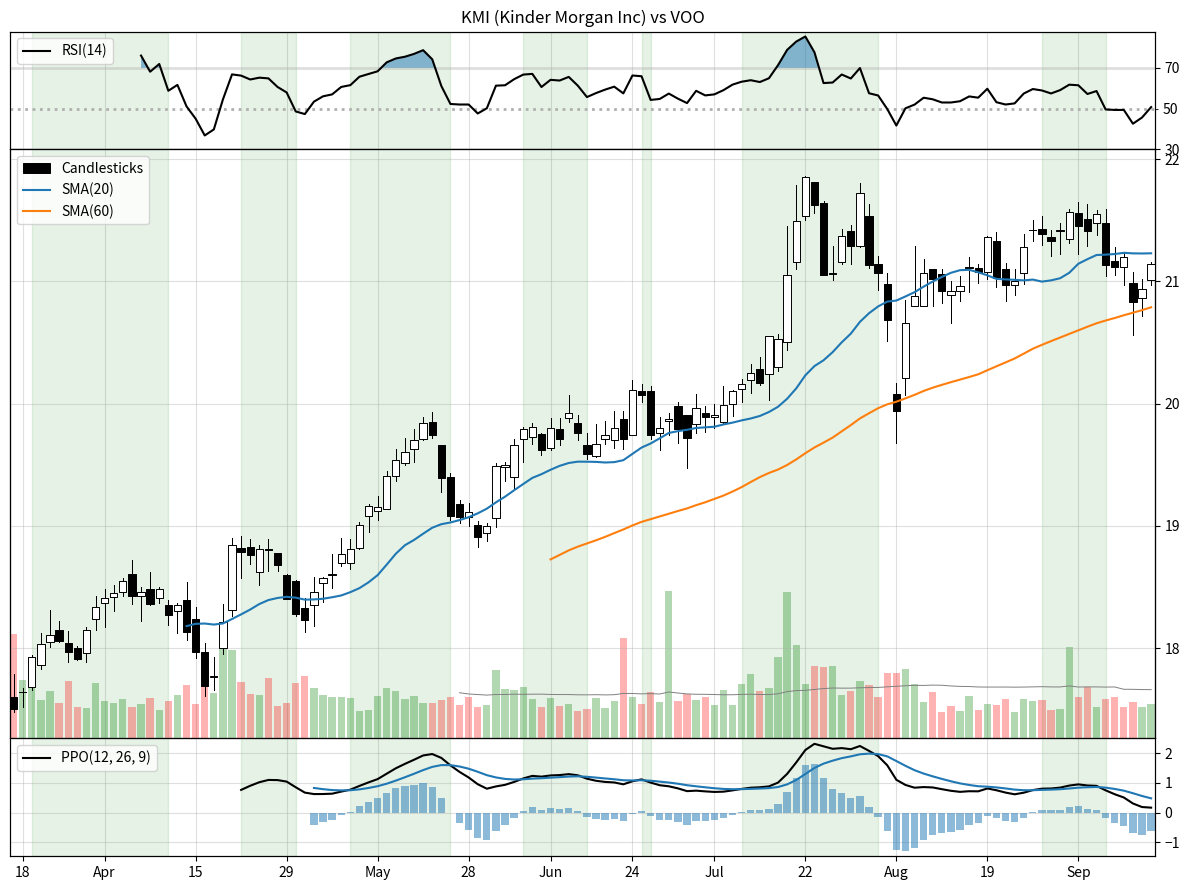 KMI (Kinder Morgan Inc) vs VOO
RSI(14)
70
50
30
Candlesticks
SMA(20)
SMA(60)
22
21
20
19
18
PPO(12, 26, 9)
2
1
0
−1
18 Apr 15 29 May 28 Jun 24 Jul 22 Aug 19 Sep